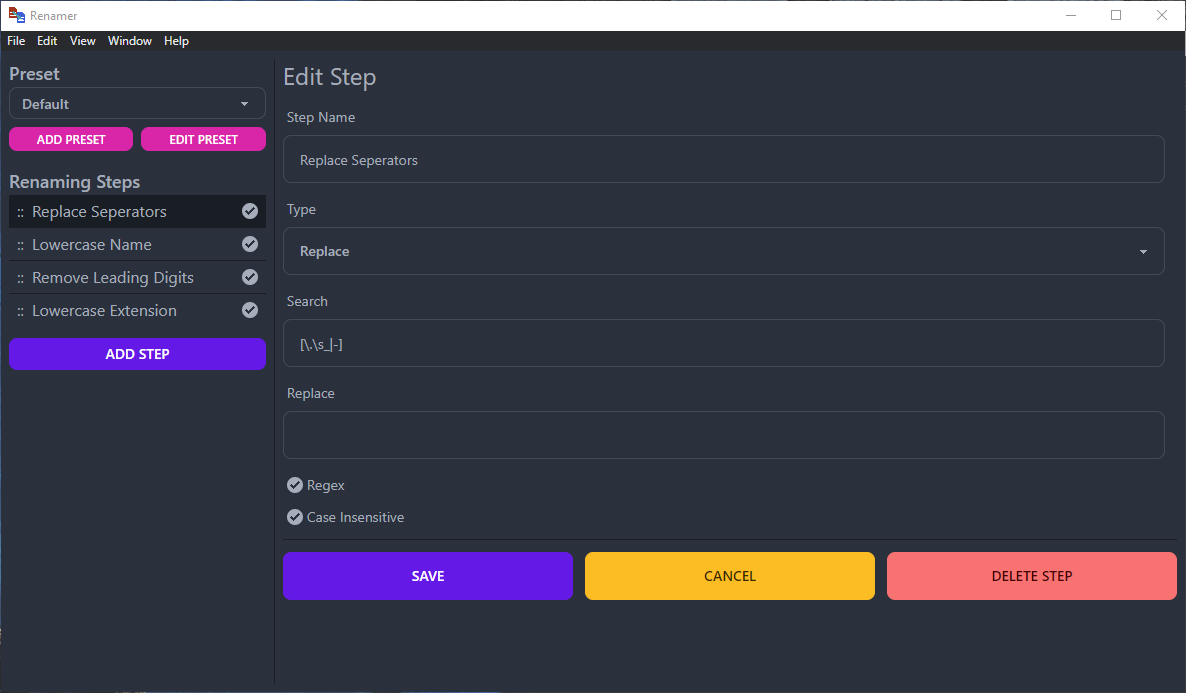 Renamer
File Edit View Window Help
Preset
Default
ADD PRESET EDIT PRESET
Renaming Steps
:: Replace Seperators
:: Lowercase Name
:: Remove Leading Digits
:: Lowercase Extension
ADD STEP
Edit Step
Step Name
Replace Seperators
Type
Replace
Search
[\.\s_|-]
Replace
Regex
Case Insensitive
SAVE CANCEL DELETE STEP